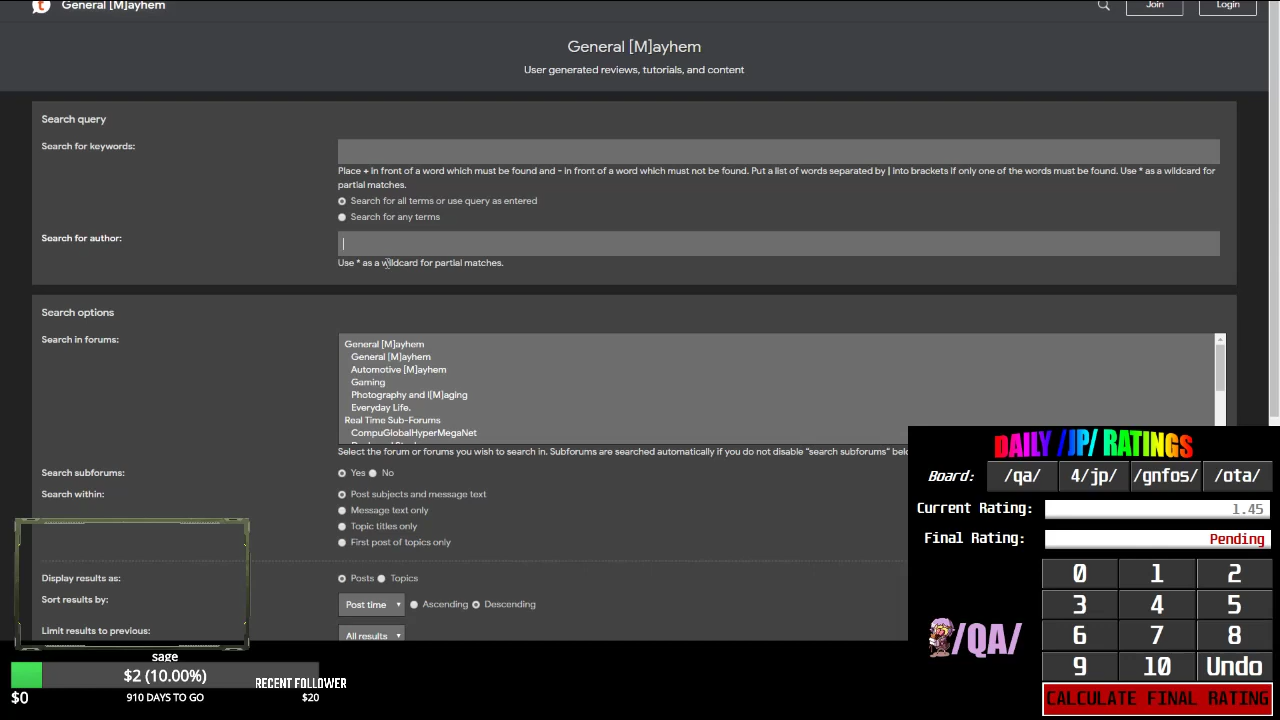 General [M]ayhem
Join
Login
General [M]ayhem
User generated reviews, tutorials, and content
Search query
Search for keywords:
Place + in front of a word which must be found and - in front of a word which must not be found. Put a list of words separated by | into brackets if only one of the words must be found. Use * as a wildcard for
partial matches.
Search for all terms or use query as entered
Search for any terms
Search for author:
Use * as a wildcard for partial matches.
Search options
Search in forums:
General [M]ayhem
General [M]ayhem
Automotive [M]ayhem
Gaming
Photography and I[M]aging
Everyday Life.
Real Time Sub-Forums
CompuGlobalHyperMegaNet
Select the forum or forums you wish to search in. Subforums are searched automatically if you do not disable "search subforums"
Search subforums:
Yes
No
Search within:
Post subjects and message text
Message text only
Topic titles only
First post of topics only
Display results as:
Posts
Topics
Sort results by:
Post time
Ascending
Descending
Limit results to previous:
All results
DAILY /JP/ RATINGS
Board: /qa/ 4/jp/ /gnfos/ /ota/
Current Rating: 1.45
Final Rating: Pending
0 1 2
3 4 5
6 7 8
9 10 Undo
CALCULATE FINAL RATING
/QA/
sage
$2 (10.00%)
$0
910 DAYS TO GO
RECENT FOLLOWER
$20